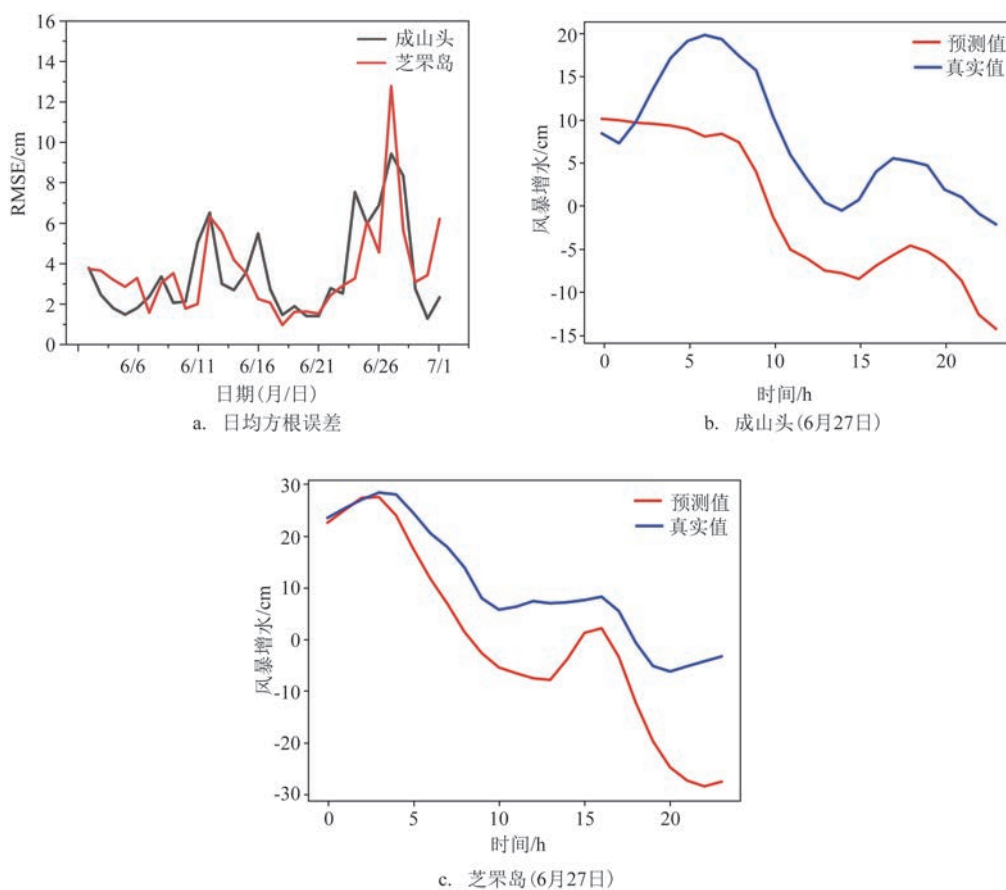 16
14
12
10
8
6
4
2
0
RMSE/cm
成山头
芝罘岛
6/6 6/11 6/16 6/21 6/26 7/1
日期(月/日)
a. 日均方根误差
20
15
10
5
0
-5
-10
-15
风暴增水/cm
预测值
真实值
0 5 10 15 20
时间/h
b. 成山头(6月27日)
30
20
10
0
-10
-20
-30
风暴增水/cm
预测值
真实值
0 5 10 15 20
时间/h
c. 芝罘岛(6月27日)